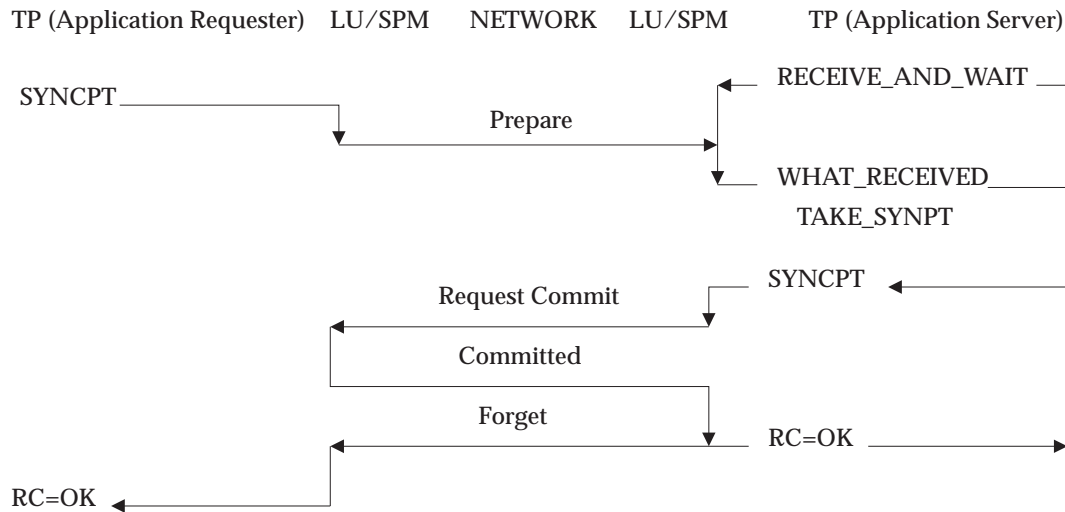 TP (Application Requester) LU/SPM NETWORK LU/SPM TP (Application Server)
RECEIVE_AND_WAIT
SYNCPT
Prepare
WHAT_RECEIVED
TAKE_SYNPT
SYNCPT
Request Commit
Committed
Forget
RC=OK
RC=OK